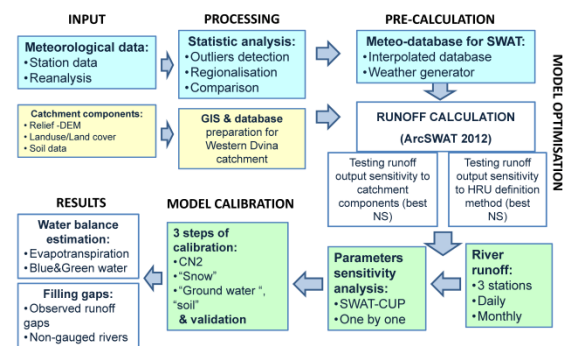 INPUT
PROCESSING
PRE-CALCULATION
Meteorological data:
•Station data
•Reanalysis
Statistic analysis:
•Outliers detection
•Regionalisation
•Comparison
Meteo-database for SWAT:
•Interpolated database
•Weather generator
MODEL OPTIMISATION
Catchment components:
• Relief -DEM
• Landuse/Land cover
• Soil data
GIS & database
preparation for
Western Dvina
catchment
RUNOFF CALCULATION
(ArcSWAT 2012)
Testing runoff
output sensitivity to
catchment
components (best
NS)
Testing runoff
output sensitivity
to HRU definition
method (best
NS)
RESULTS
MODEL CALIBRATION
Water balance
estimation:
•Evapotranspiration
•Blue&Green water
Filling gaps:
•Observed runoff
gaps
•Non-gauged rivers
3 steps of
calibration:
•CN2
•“Snow”
•“Ground water “,
“soil”
& validation
Parameters
sensitivity
analysis:
•SWAT-CUP
•One by one
River
runoff:
•3 stations
•Daily
•Monthly